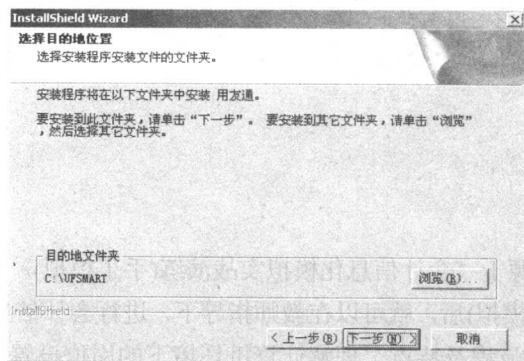 InstallShield Wizard
选择目的地位置
选择安装程序安装文件的文件夹。
安装程序将在以下文件夹中安装 用友通。
要安装到此文件夹，请单击“下一步”。 要安装到其它文件夹，请单击“浏览”
，然后选择其它文件夹。
目的地文件夹
C:\UFSMART
浏览(R)...
InstallShield
< 上一步(B) 下一步(N) > 取消